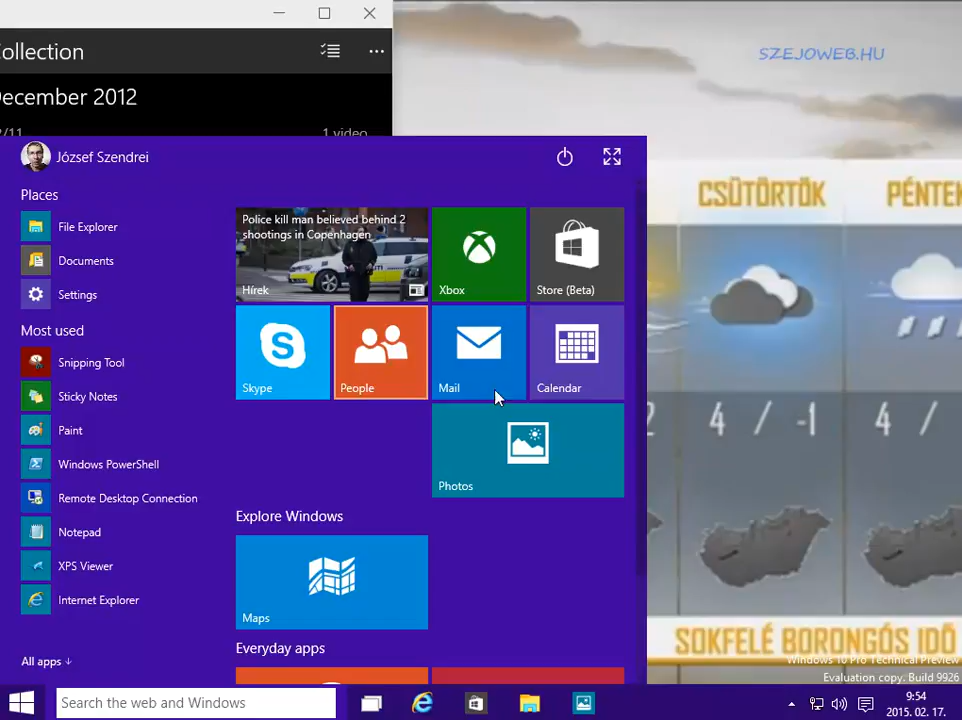 ollection
SZEJOWEB.HU
ecember 2012
1 video
József Szendrei
Places
File Explorer
Documents
Settings
Most used
Snipping Tool
Sticky Notes
Paint
Windows PowerShell
Remote Desktop Connection
Notepad
XPS Viewer
Internet Explorer
All apps ↓
Police kill man believed behind 2
shootings in Copenhagen
Hírek
Xbox
Store (Beta)
Skype
People
Mail
Calendar
Photos
Explore Windows
Maps
Everyday apps
CSÜTÖRTÖK
PÉNTEK
2
4 / -1
4 /
SOKFELÉ BORONGÓS IDŐ
Windows 10 Pro Technical Preview
Evaluation copy. Build 9926
Search the web and Windows
9:54
2015. 02. 17.